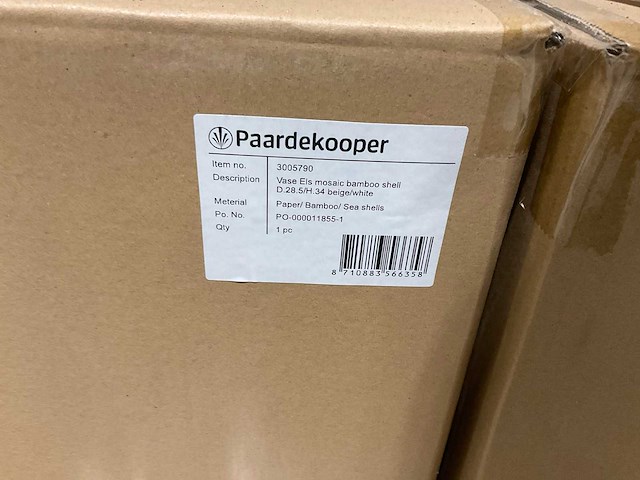 Paardekooper
Item no. 3005790
Description Vase Els mosaic bamboo shell
D.28.5/H.34 beige/white
Meterial Paper/ Bamboo/ Sea shells
Po. No. PO-000011855-1
Qty 1 pc
8 710883 566358